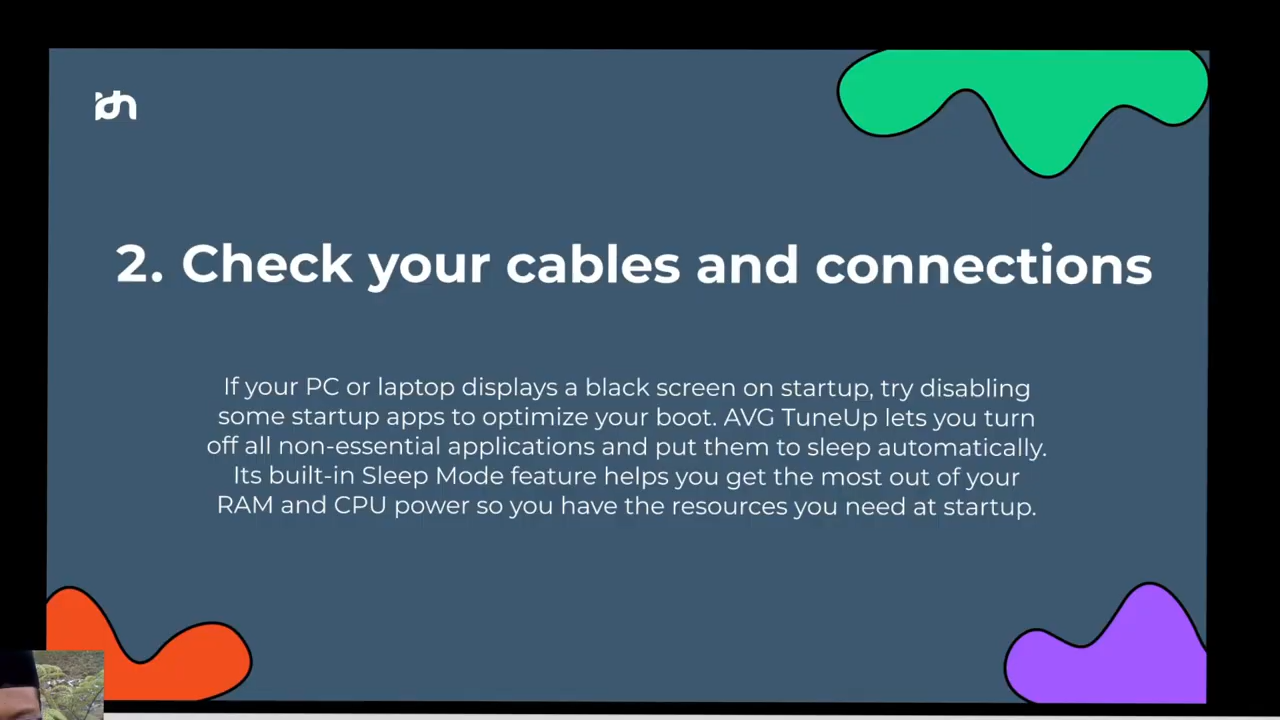 2. Check your cables and connections
If your PC or laptop displays a black screen on startup, try disabling
some startup apps to optimize your boot. AVG TuneUp lets you turn
off all non-essential applications and put them to sleep automatically.
Its built-in Sleep Mode feature helps you get the most out of your
RAM and CPU power so you have the resources you need at startup.